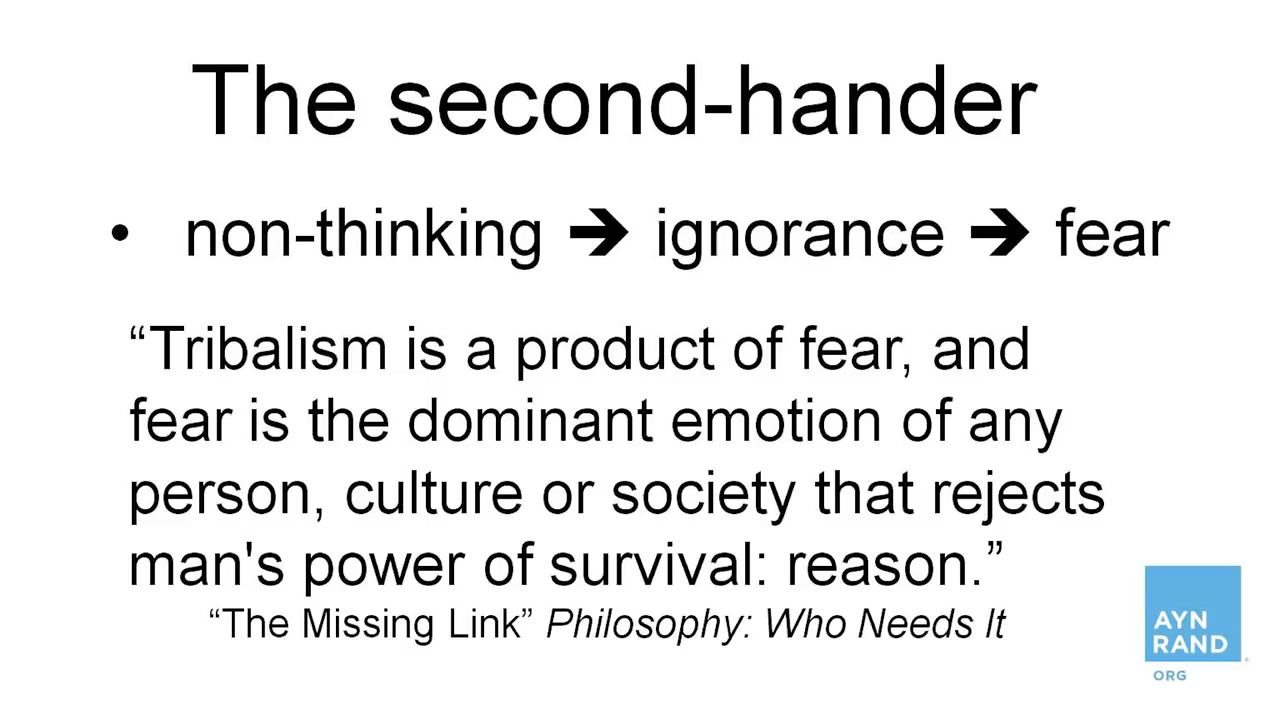 The second-hander
• non-thinking ➔ ignorance ➔ fear
“Tribalism is a product of fear, and
fear is the dominant emotion of any
person, culture or society that rejects
man's power of survival: reason.”
“The Missing Link” Philosophy: Who Needs It
AYN
RAND
ORG